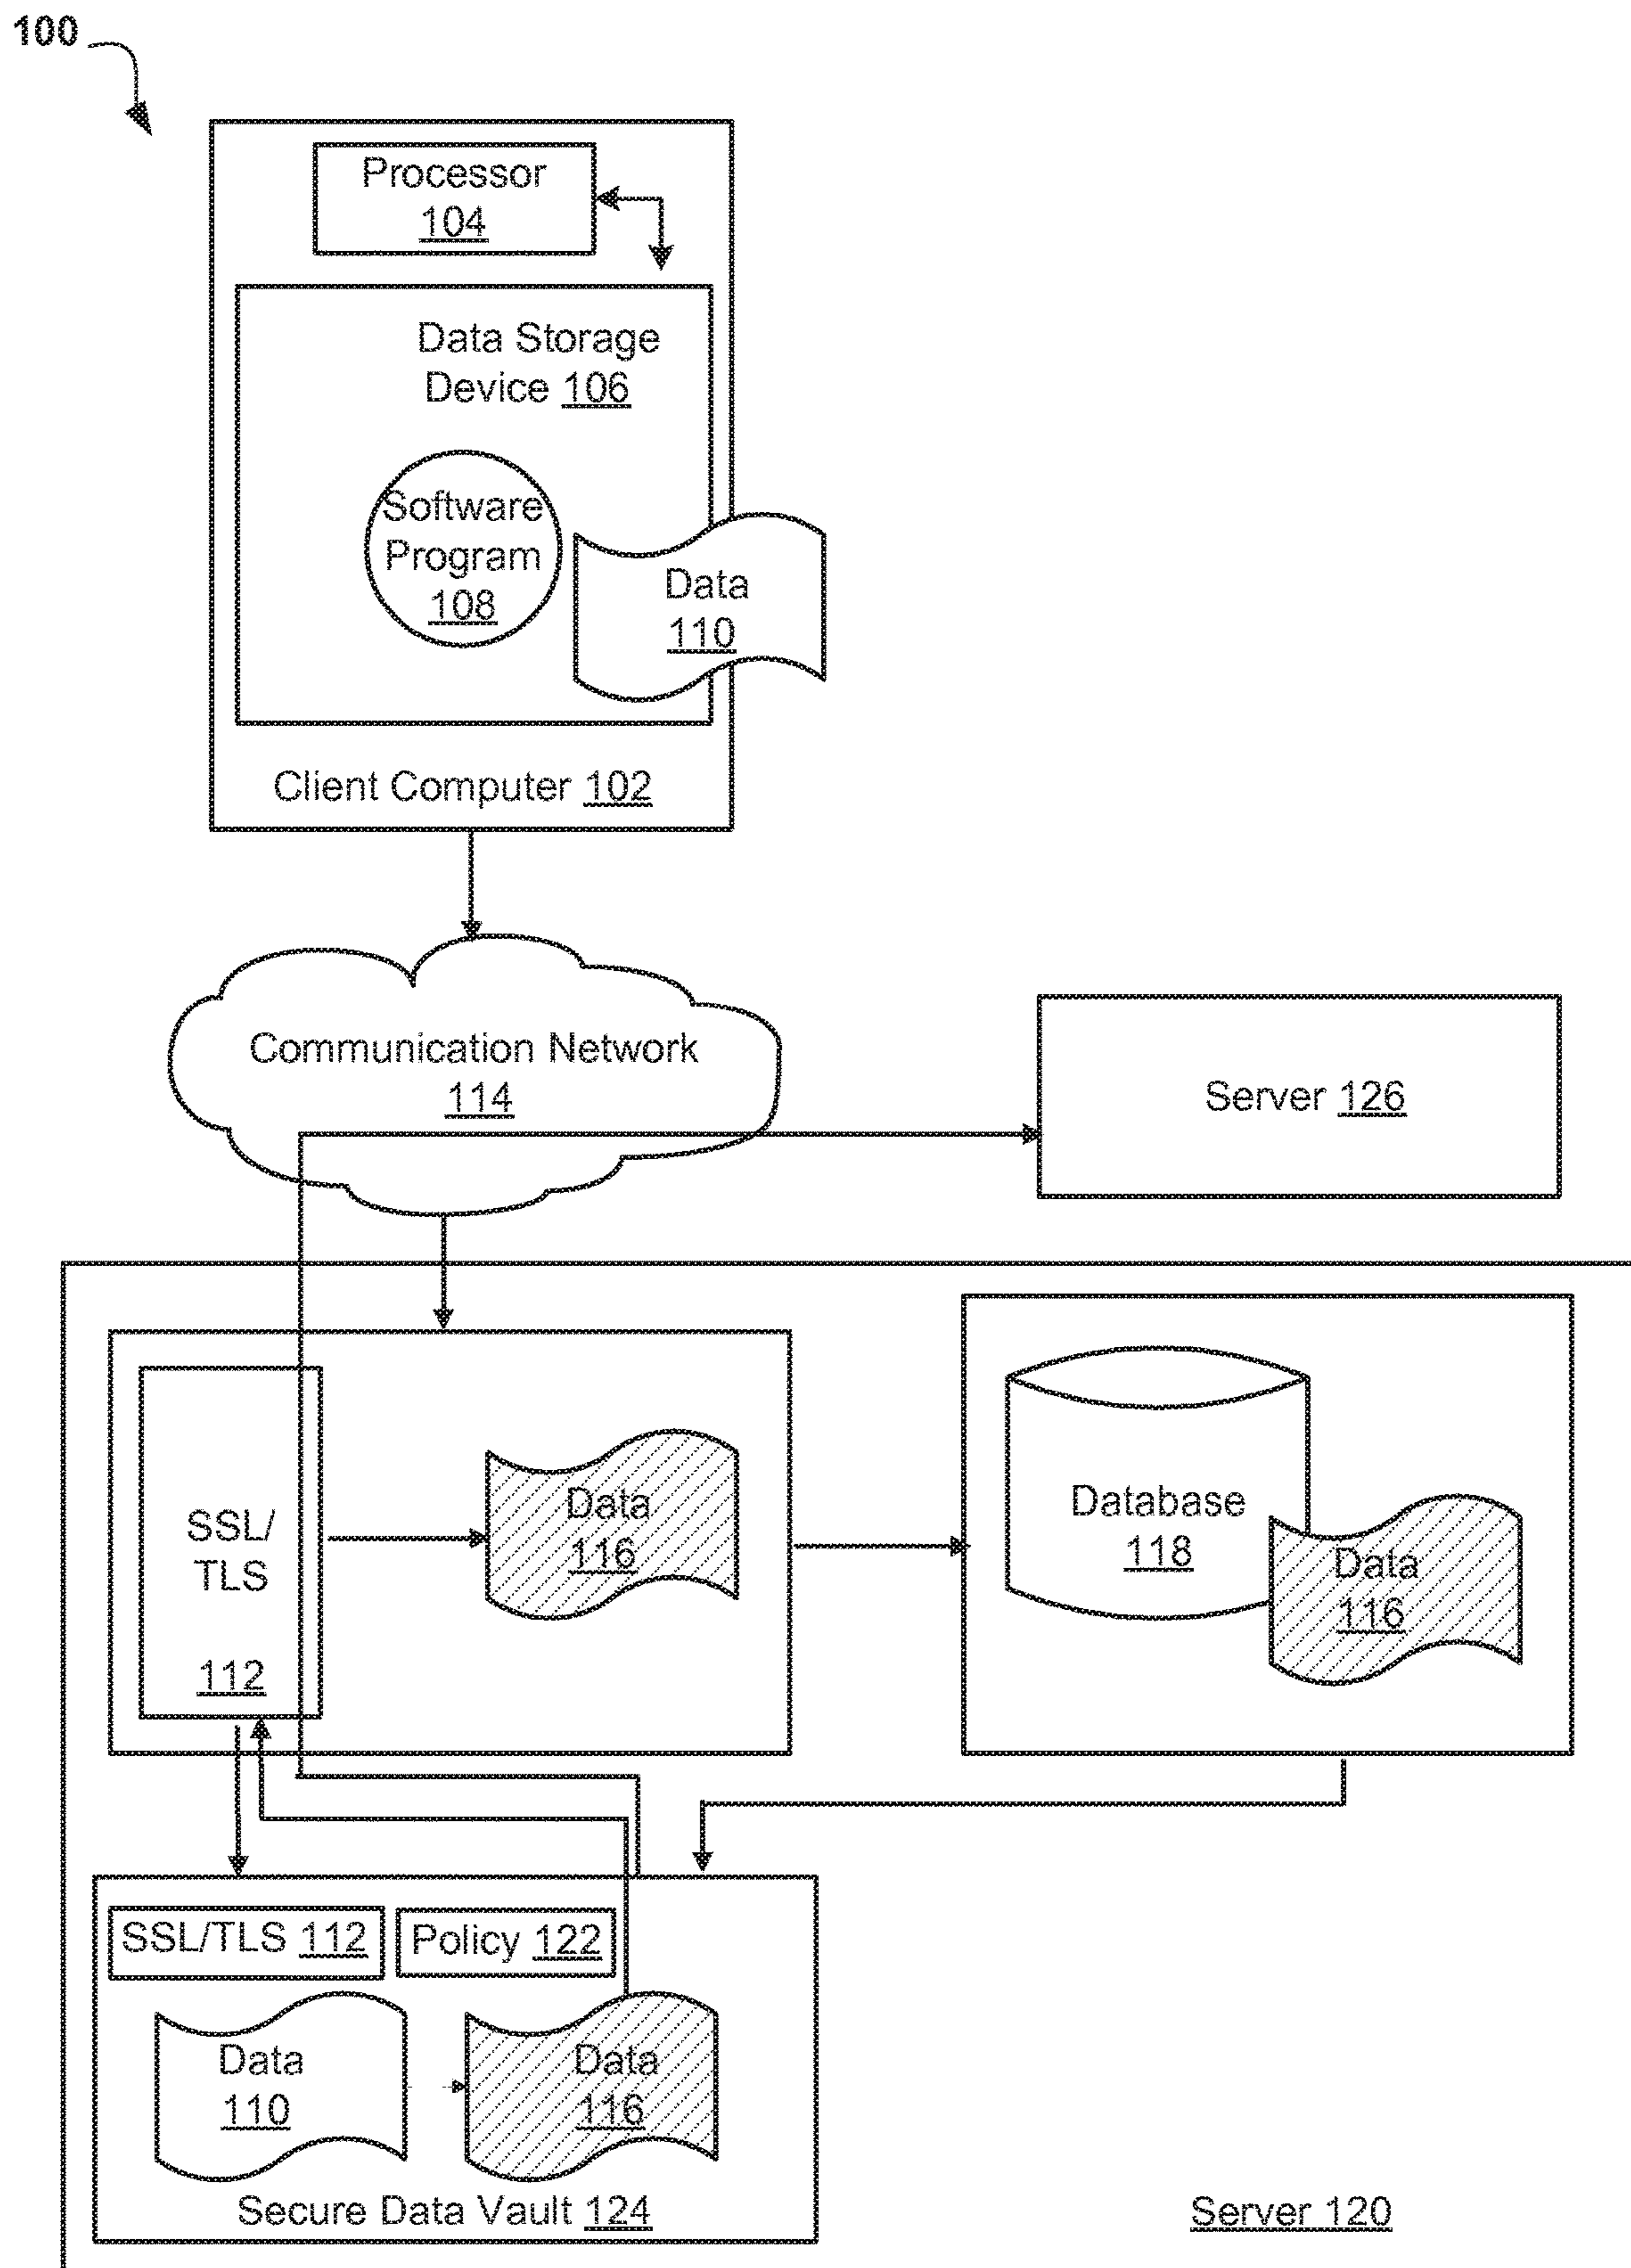 100
Processor
104
Data Storage
Device 106
Software
Program
108
Data
110
Client Computer 102
Communication Network
114
Server 126
SSL/
TLS
112
Data
116
Database
118
Data
116
SSL/TLS 112
Policy 122
Data
110
Data
116
Secure Data Vault 124
Server 120